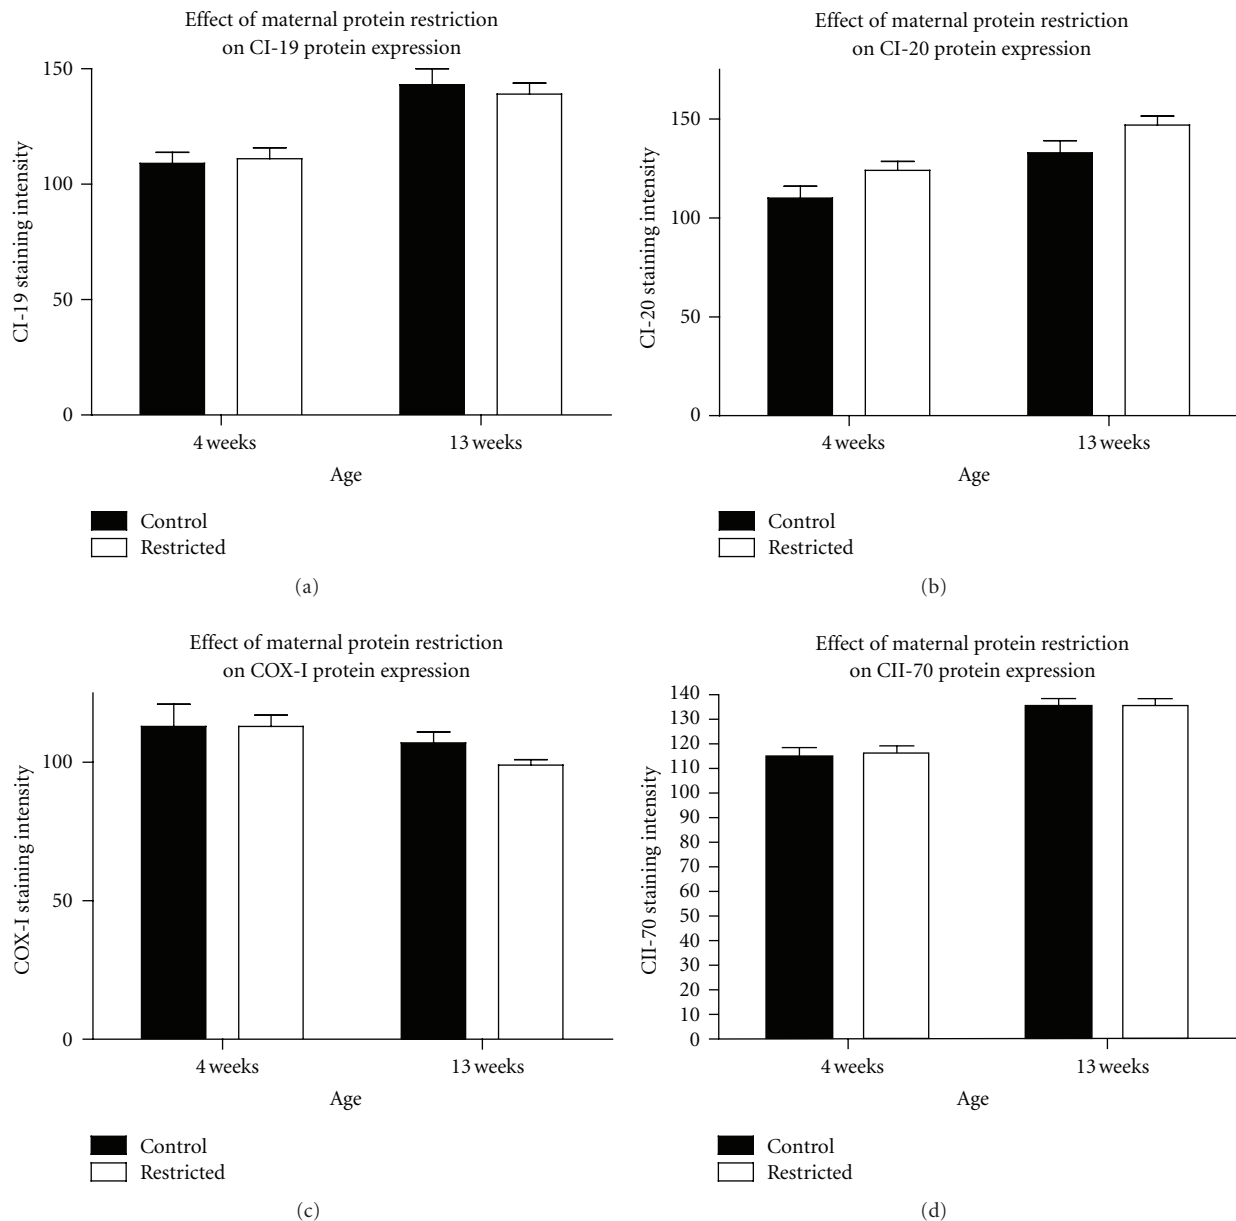 Effect of maternal protein restriction
on CI-19 protein expression
150
100
50
0
CI-19 staining intensity
4 weeks
13 weeks
Age
Control
Restricted
(a)
Effect of maternal protein restriction
on CI-20 protein expression
150
100
50
0
CI-20 staining intensity
4 weeks
13 weeks
Age
Control
Restricted
(b)
Effect of maternal protein restriction
on COX-I protein expression
100
50
0
COX-I staining intensity
4 weeks
13 weeks
Age
Control
Restricted
(c)
Effect of maternal protein restriction
on CII-70 protein expression
140
130
120
110
100
90
80
70
60
50
40
30
20
10
0
CII-70 staining intensity
4 weeks
13 weeks
Age
Control
Restricted
(d)